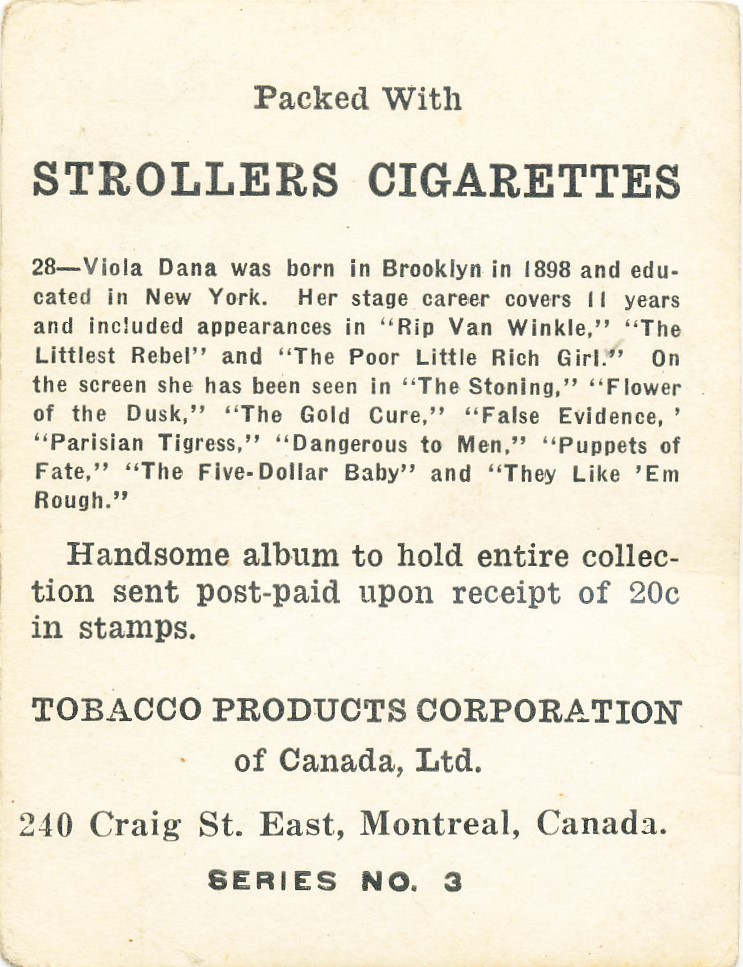 Packed With
STROLLERS CIGARETTES
28—Viola Dana was born in Brooklyn in 1898 and edu-
cated in New York. Her stage career covers 11 years
and included appearances in “Rip Van Winkle,” “The
Littlest Rebel” and “The Poor Little Rich Girl.” On
the screen she has been seen in “The Stoning,” “Flower
of the Dusk,” “The Gold Cure,” “False Evidence, ’
“Parisian Tigress,” “Dangerous to Men,” “Puppets of
Fate,” “The Five-Dollar Baby” and “They Like ’Em
Rough.”
Handsome album to hold entire collec-
tion sent post-paid upon receipt of 20c
in stamps.
TOBACCO PRODUCTS CORPORATION
of Canada, Ltd.
240 Craig St. East, Montreal, Canada.
SERIES NO. 3